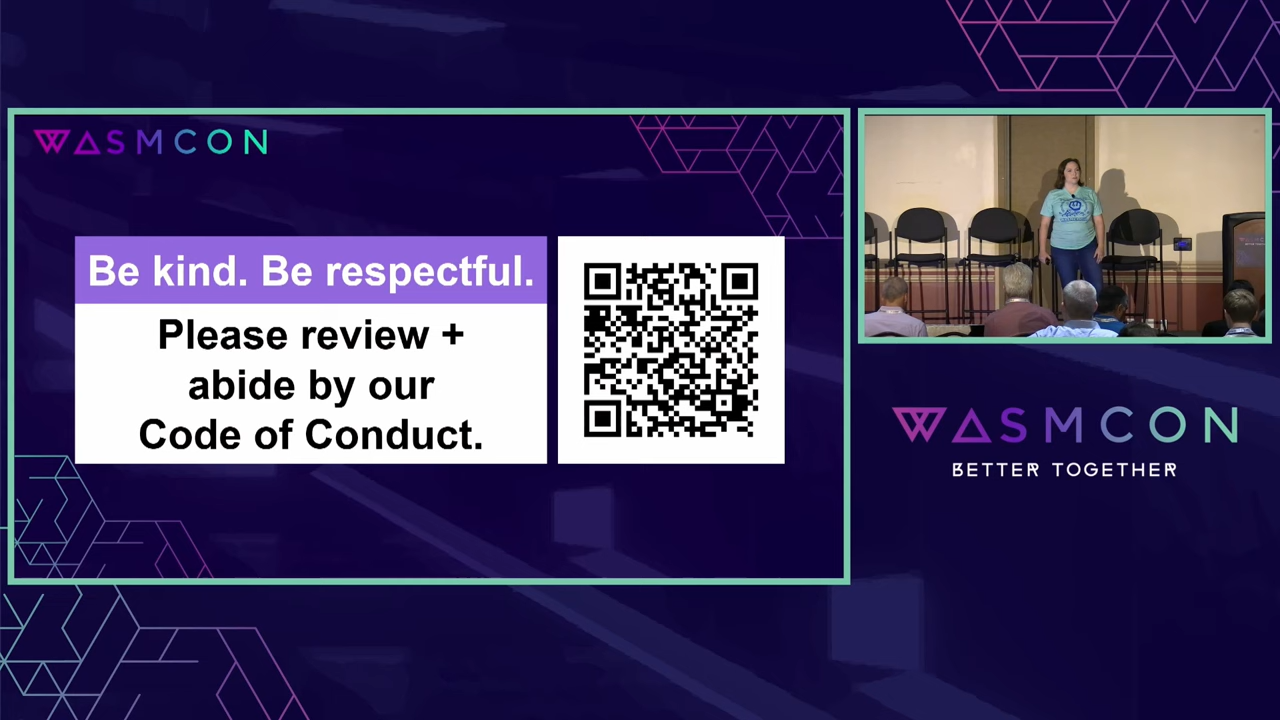 WASMCON
Be kind. Be respectful.
Please review +
abide by our
Code of Conduct.
WASMCON
BETTER TOGETHER